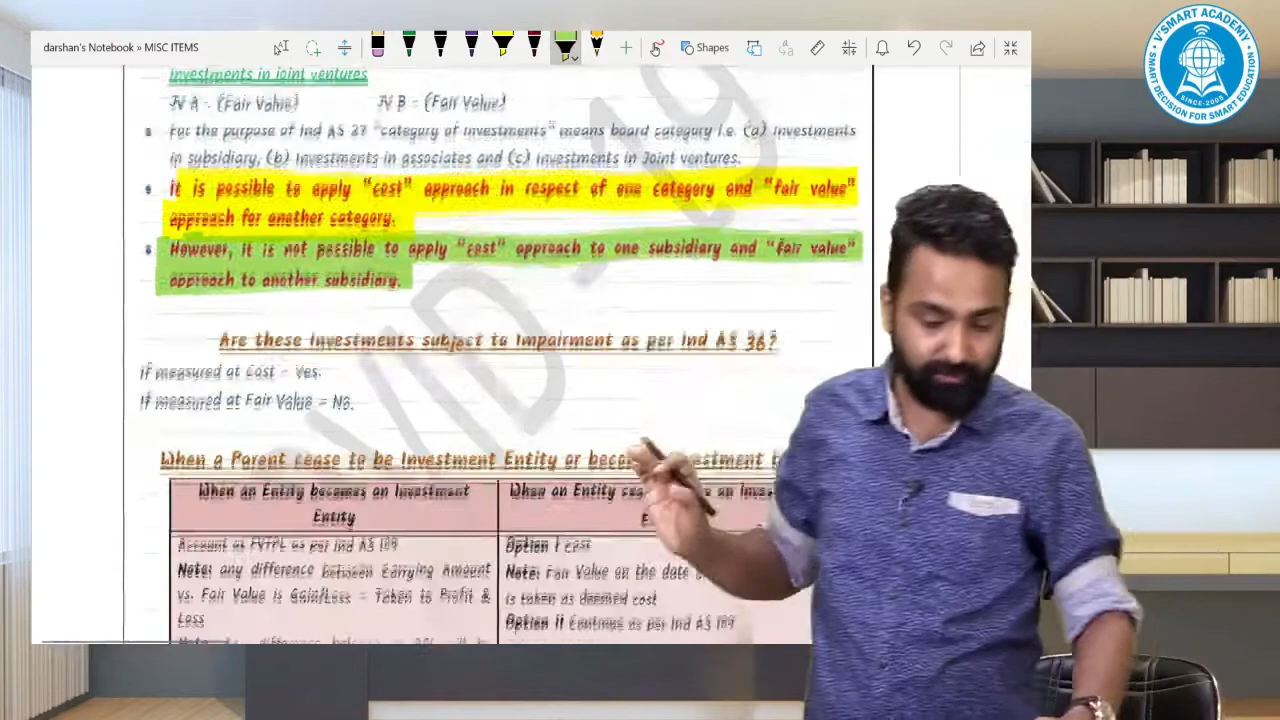 darshan's Notebook » MISC ITEMS
Shapes
Investments in Joint ventures
JV A - (Fair Value) JV B - (Fair Value)
For the purpose of Ind AS 27 "category of investments" means board category i.e. (a) Investments
in subsidiary, (b) Investments in associates and (c) Investments in Joint ventures.
It is possible to apply "cost" approach in respect of one category and "fair value"
approach for another category.
However, it is not possible to apply "cost" approach to one subsidiary and "fair value"
approach to another subsidiary.
Are these Investments subject to Impairment as per Ind AS 36?
If measured at Cost - Yes.
If measured at Fair Value = No.
When a Parent cease to be Investment Entity or
When an Entity becomes an Investment
Entity
When an Entity
Account at FVTPL as per Ind AS 109
Note: any difference between Carrying Amount
vs. Fair Value is Gain/Loss = Taken to Profit &
Loss
Option I cost
Note: Fair Value on the date
is taken as deemed cost
Option II Continue as per Ind AS 109
V'SMART ACADEMY
SMART DECISION FOR SMART EDUCATION
SINCE-2005